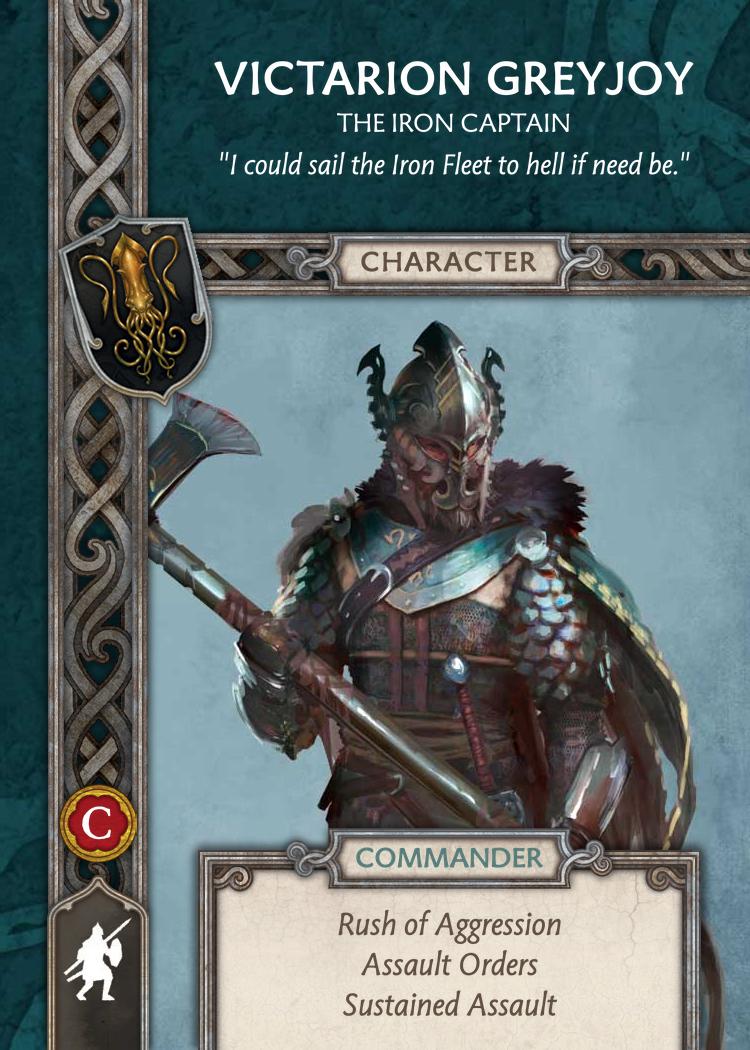 VICTARION GREYJOY
THE IRON CAPTAIN
"I could sail the Iron Fleet to hell if need be."
CHARACTER
C
COMMANDER
Rush of Aggression
Assault Orders
Sustained Assault